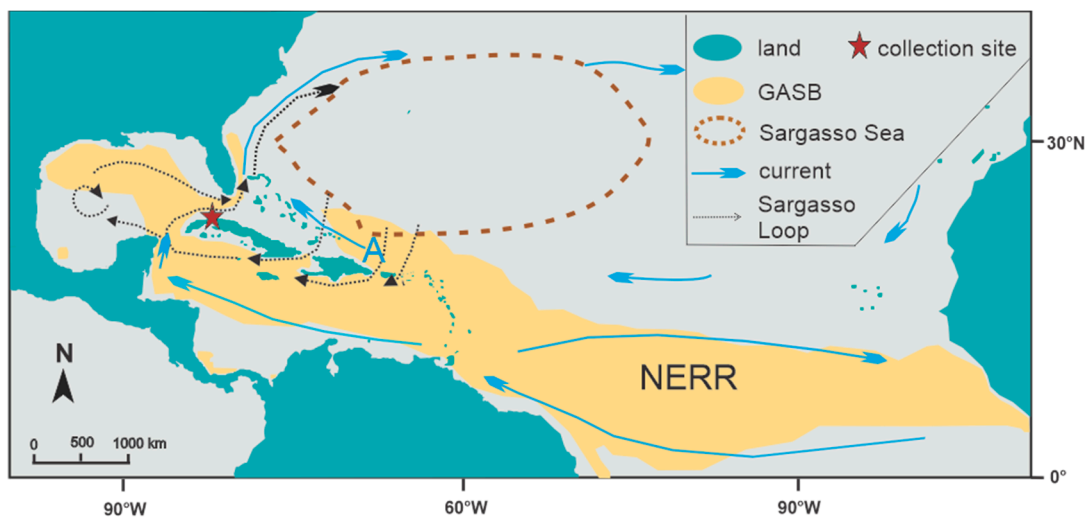 land
collection site
GASB
Sargasso Sea
current
Sargasso
Loop
30°N
A
NERR
N
0 500 1000 km
0°
90°W 60°W 90°W